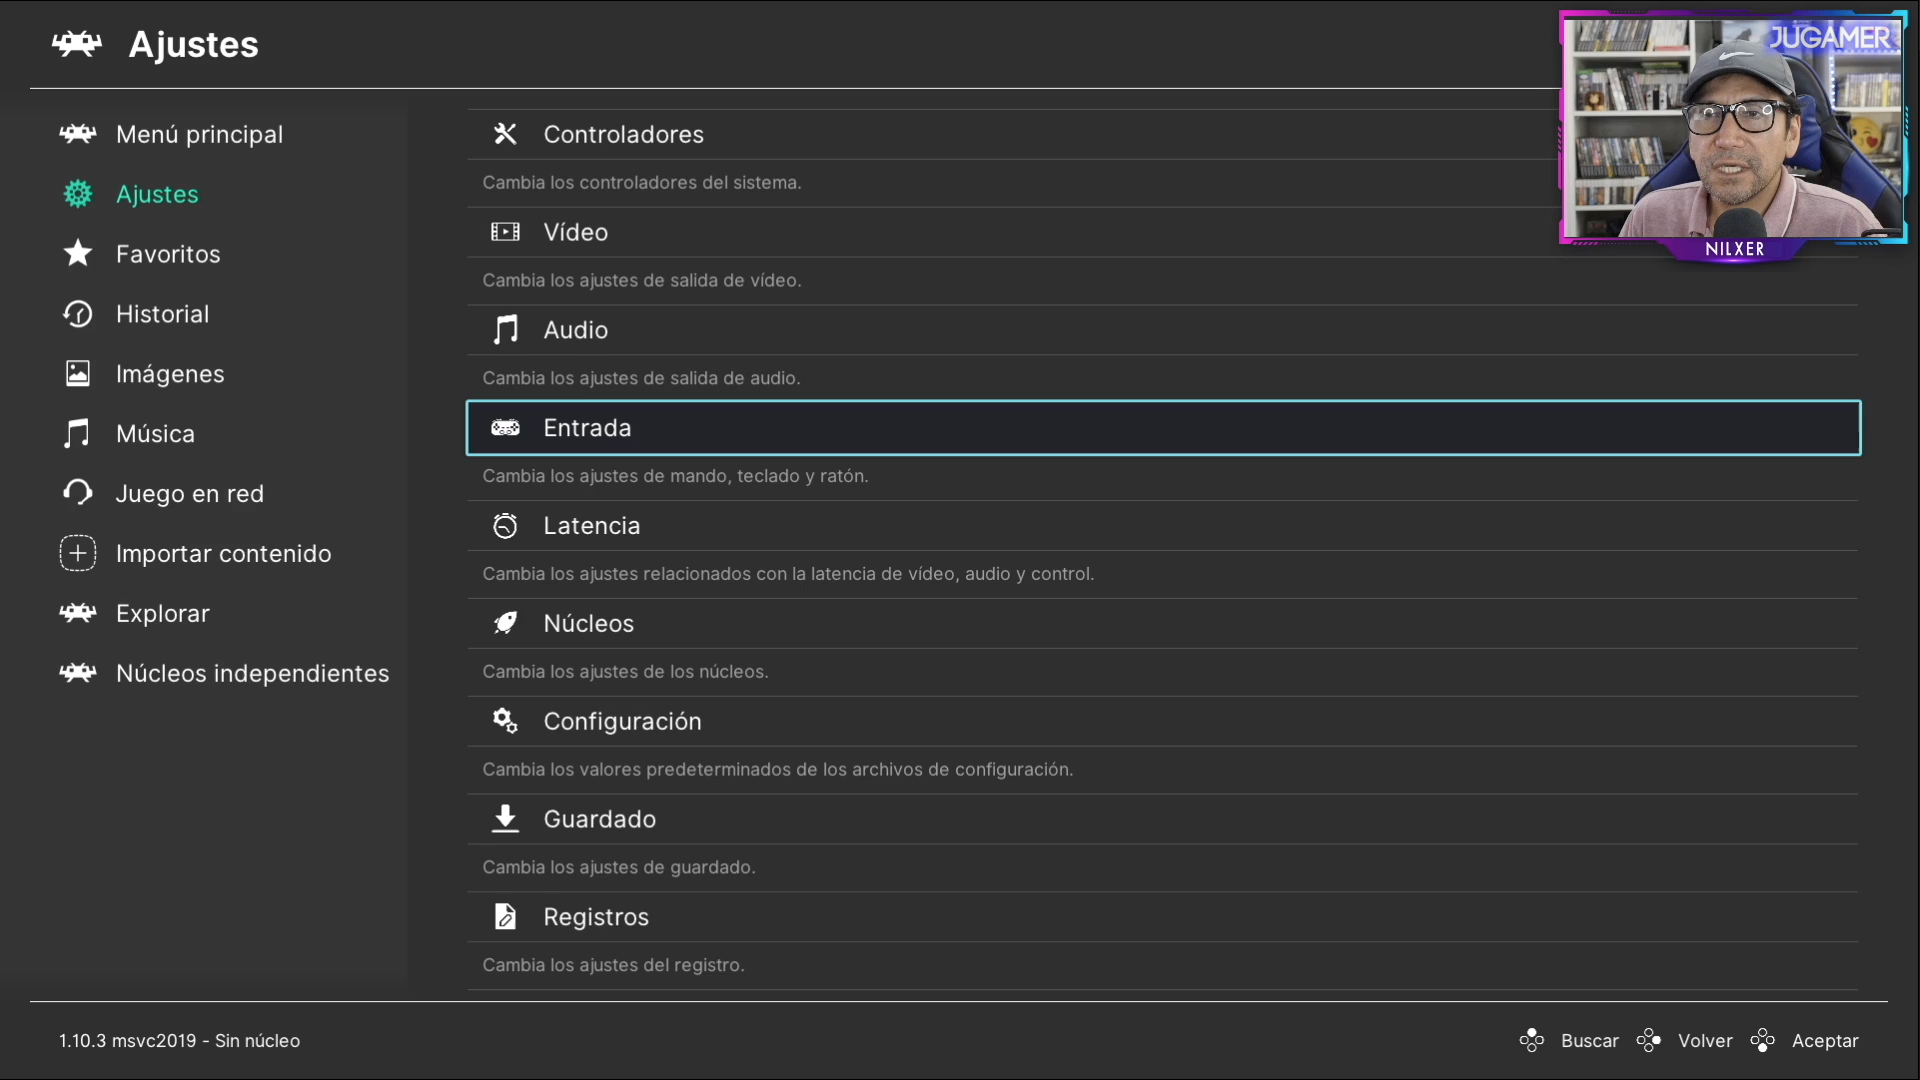 Ajustes
Menú principal
Ajustes
Favoritos
Historial
Imágenes
Música
Juego en red
Importar contenido
Explorar
Núcleos independientes
Controladores
Cambia los controladores del sistema.
Vídeo
Cambia los ajustes de salida de vídeo.
Audio
Cambia los ajustes de salida de audio.
Entrada
Cambia los ajustes de mando, teclado y ratón.
Latencia
Cambia los ajustes relacionados con la latencia de vídeo, audio y control.
Núcleos
Cambia los ajustes de los núcleos.
Configuración
Cambia los valores predeterminados de los archivos de configuración.
Guardado
Cambia los ajustes de guardado.
Registros
Cambia los ajustes del registro.
JUGAMER
NILXER
1.10.3 msvc2019 - Sin núcleo
Buscar
Volver
Aceptar